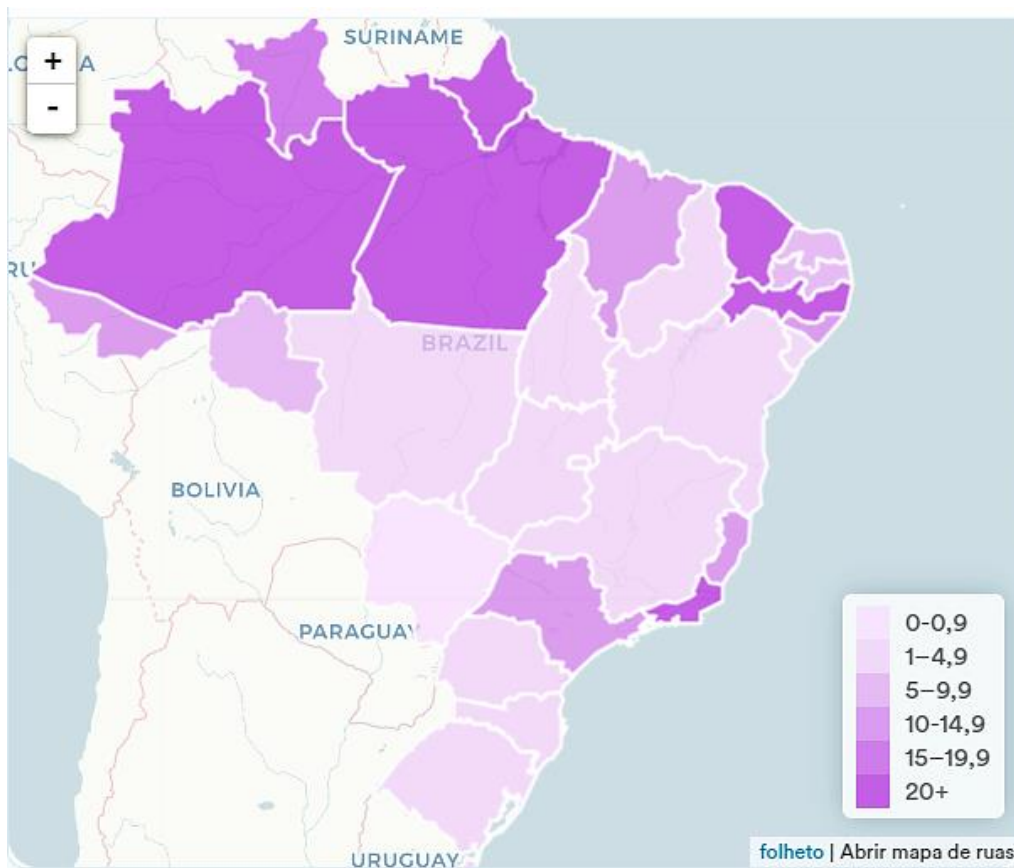 +
-
SURINAME
BRAZIL
BOLIVIA
PARAGUAY
URUGUAY
0-0,9
1–4,9
5–9,9
10-14,9
15–19,9
20+
folheto | Abrir mapa de ruas